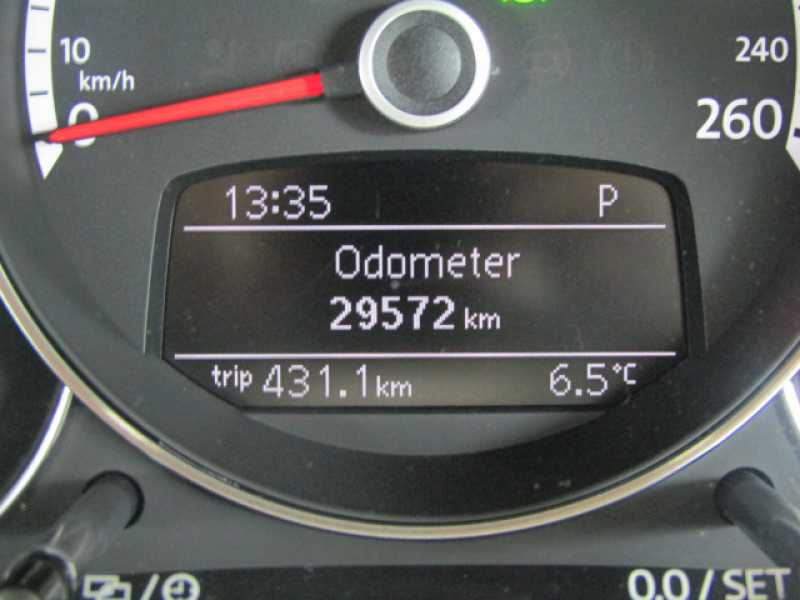 10
km/h
0
240
260
13:35 P
Odometer
29572 km
trip 431.1 km 6.5°C
0.0 / SET